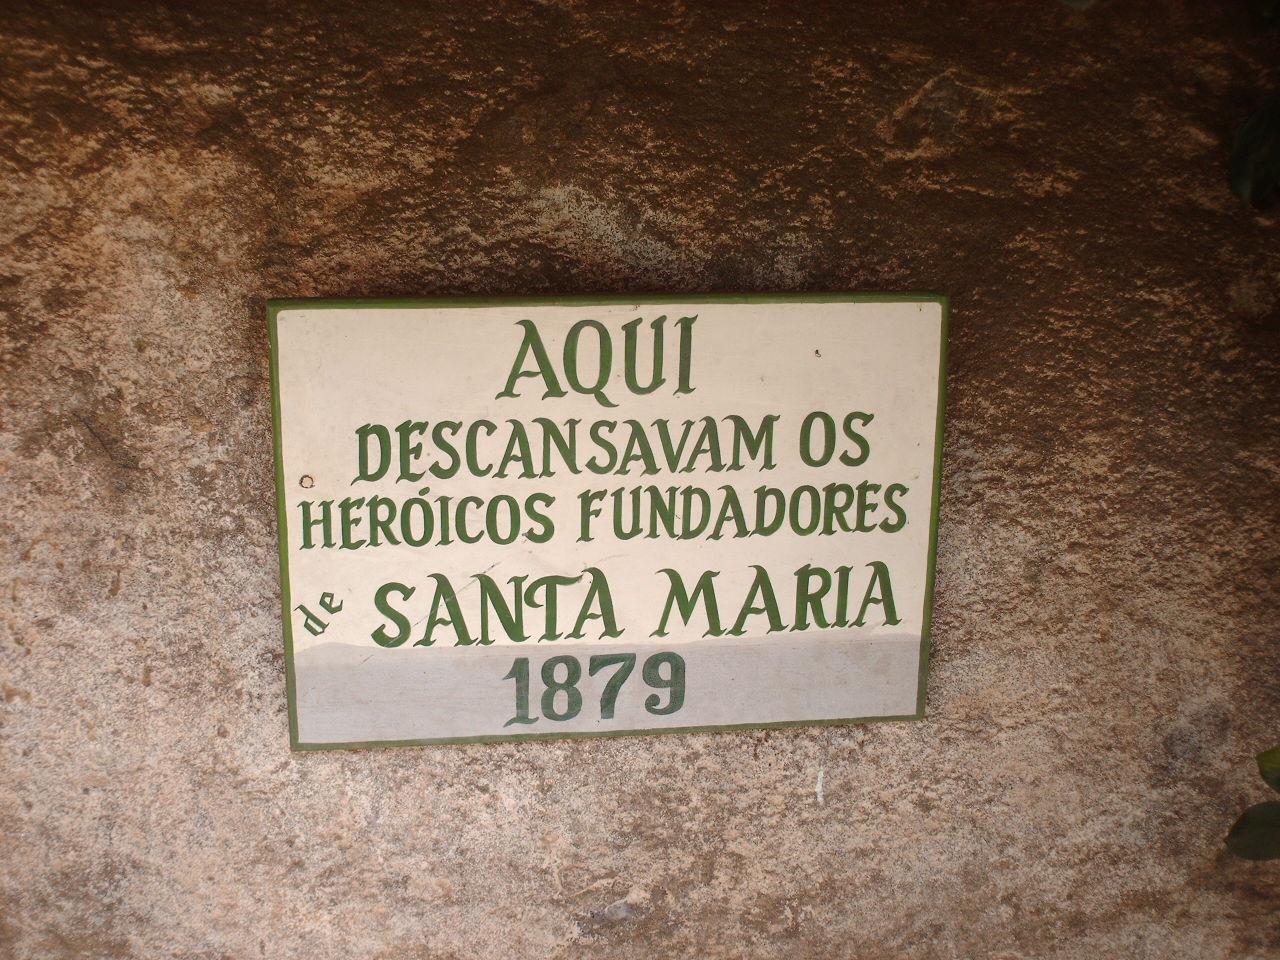 AQUI
DESCANSAVAM OS
HERÓICOS FUNDADORES
de SANTA MARIA
1879